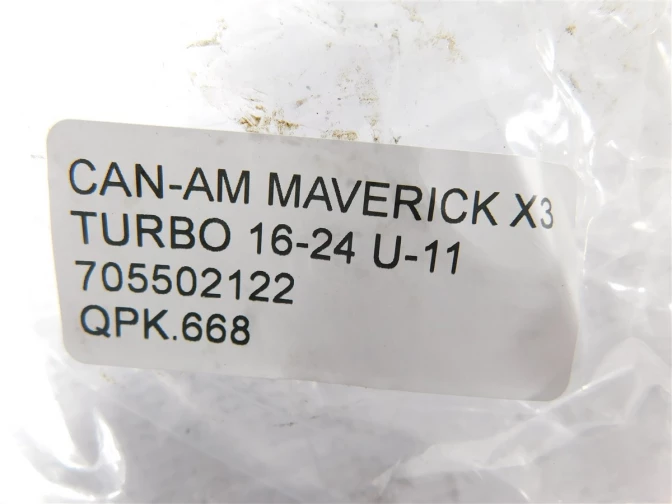 CAN-AM MAVERICK X3
TURBO 16-24 U-11
705502122
QPK.668